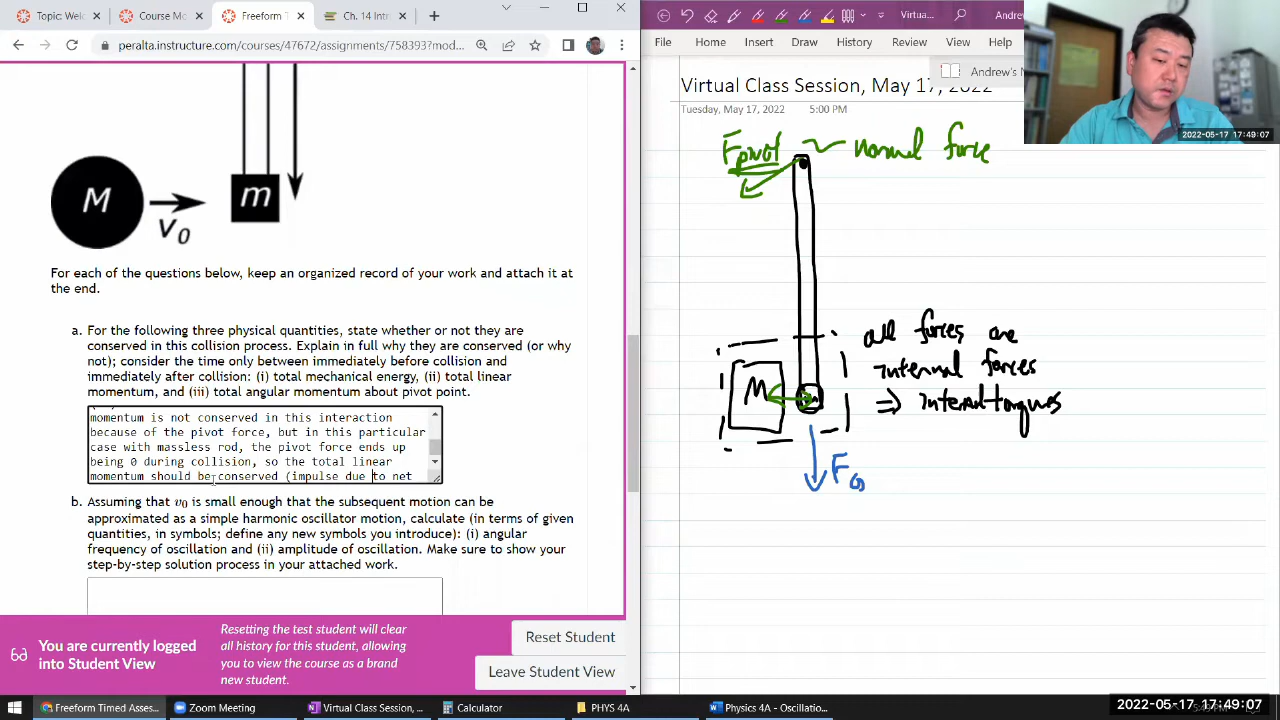 Topic: Basic Wa
Conserved in R
Freeform T
Ch. 14 Intro
peralta.instructure.com/courses/47672/assignments/758393?mod...
M
v0
m
For each of the questions below, keep an organized record of your work and attach it at
the end.
a. For the following three physical quantities, state whether or not they are
conserved in this collision process. Explain in full why they are conserved (or why
not); consider the time only between immediately before collision and
immediately after collision: (i) total mechanical energy, (ii) total linear
momentum, and (iii) total angular momentum about pivot point.
momentum is not conserved in this interaction
because of the pivot force, but in this particular
case with massless rod, the pivot force ends up
being 0 during collision, so the total linear
momentum should be conserved (impulse due to net
b. Assuming that v0 is small enough that the subsequent motion can be
approximated as a simple harmonic oscillator motion, calculate (in terms of given
quantities, in symbols; define any new symbols you introduce): (i) angular
frequency of oscillation and (ii) amplitude of oscillation. Make sure to show your
step-by-step solution process in your attached work.
You are currently logged
into Student View
Resetting the test student will clear
all history for this student, allowing
you to view the course as a brand
new student.
Reset Student
Leave Student View
Virtua...
Andre
File Home Insert Draw History Review View Help
Andrew's N
Virtual Class Session, May 17, 2022
Tuesday, May 17, 2022 5:00 PM
Fpivot ~ normal force
all forces are
internal forces
⇒ internal torques
M
m
FG
2022-05-17 17:49:07
Freeform Timed Asses...
Zoom Meeting
Virtual Class Session, ...
Calculator
PHYS 4A
Physics 4A - Oscillatio...
2022-05-17 17:49:07